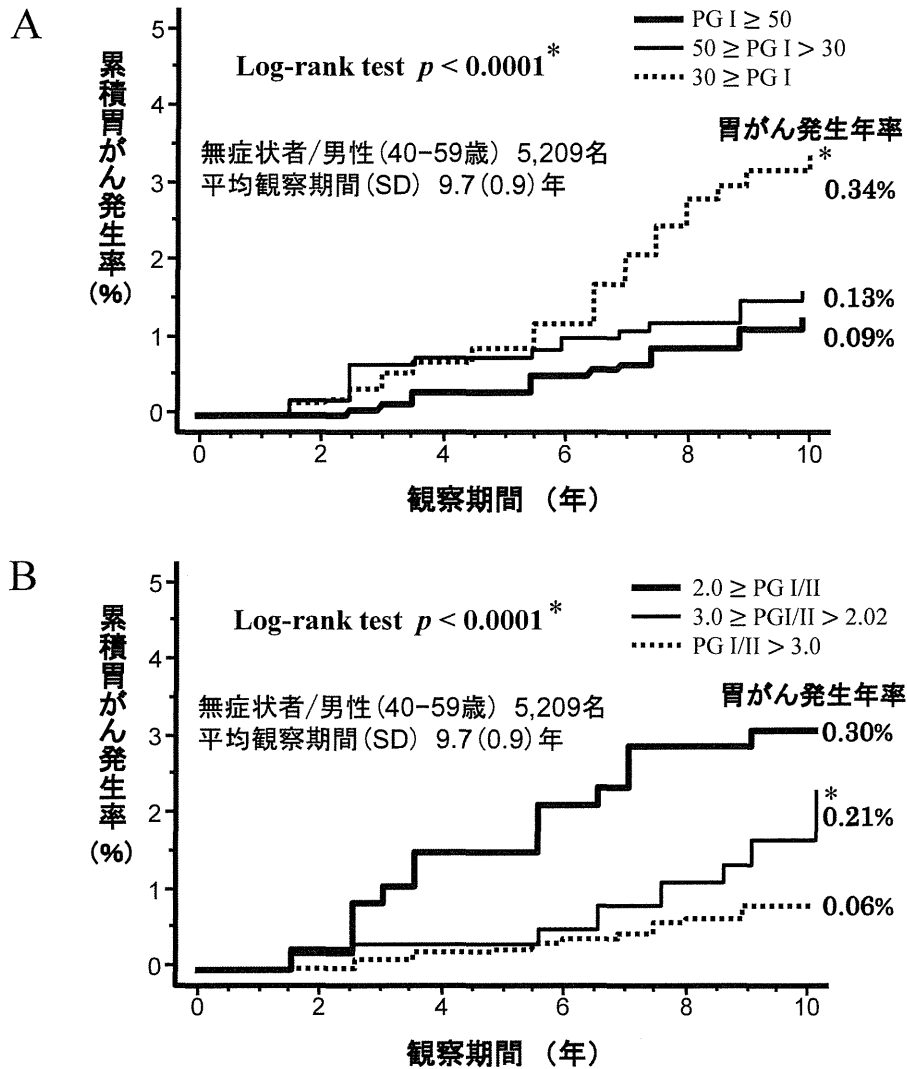 A
PG I ≥ 50
50 ≥ PG I > 30
30 ≥ PG I
Log-rank test p < 0.0001*
胃がん発生年率
無症状者/男性(40-59歳) 5,209名
平均観察期間(SD) 9.7(0.9)年
累積胃がん発生率
(%)
5
4
3
2
1
0
*
0.34%
0.13%
0.09%
0 2 4 6 8 10
観察期間 (年)
B
2.0 ≥ PG I/II
3.0 ≥ PGI/II > 2.02
PG I/II > 3.0
Log-rank test p < 0.0001*
胃がん発生年率
無症状者/男性(40-59歳) 5,209名
平均観察期間(SD) 9.7(0.9)年
累積胃がん発生率
(%)
5
4
3
2
1
0
0.30%
*
0.21%
0.06%
0 2 4 6 8 10
観察期間 (年)